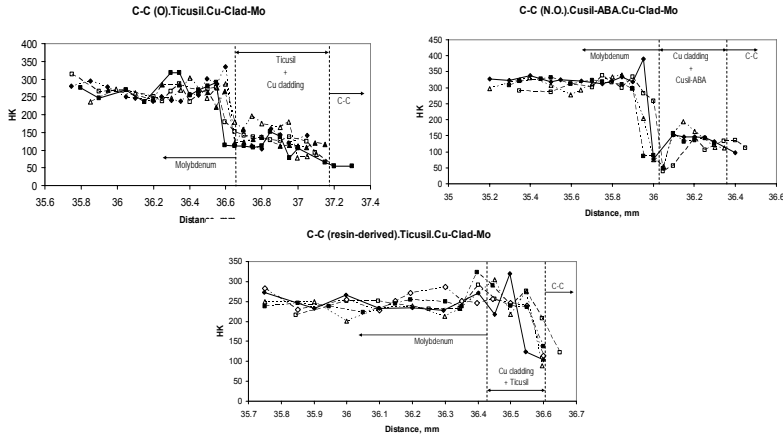 C-C (O).Ticusil.Cu-Clad-Mo
400
350
300
250
200
150
100
50
0
HK
Ticusil
+
Cu cladding
C-C
Molybdenum
35.6 35.8 36 36.2 36.4 36.6 36.8 37 37.2 37.4
Distance, mm
C-C (N.O.).Cusil-ABA.Cu-Clad-Mo
450
400
350
300
250
200
150
100
50
0
HK
Molybdenum
Cu cladding
+
Cusil-ABA
C-C
35 35.2 35.4 35.6 35.8 36 36.2 36.4 36.6
Distance, mm
C-C (resin-derived).Ticusil.Cu-Clad-Mo
350
300
250
200
150
100
50
0
HK
C-C
Molybdenum
Cu cladding
+ Ticusil
35.7 35.8 35.9 36 36.1 36.2 36.3 36.4 36.5 36.6 36.7
Distance, mm